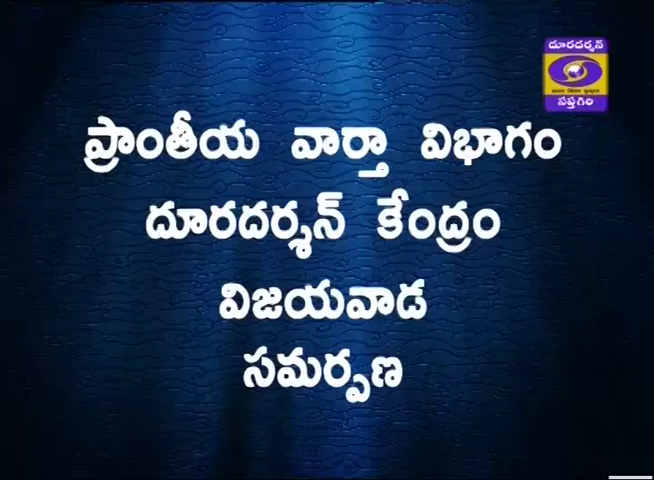 దూరదర్శన్
సప్తగిరి
ప్రాంతీయ వార్తా విభాగం
దూరదర్శన్ కేంద్రం
విజయవాడ
సమర్పణ